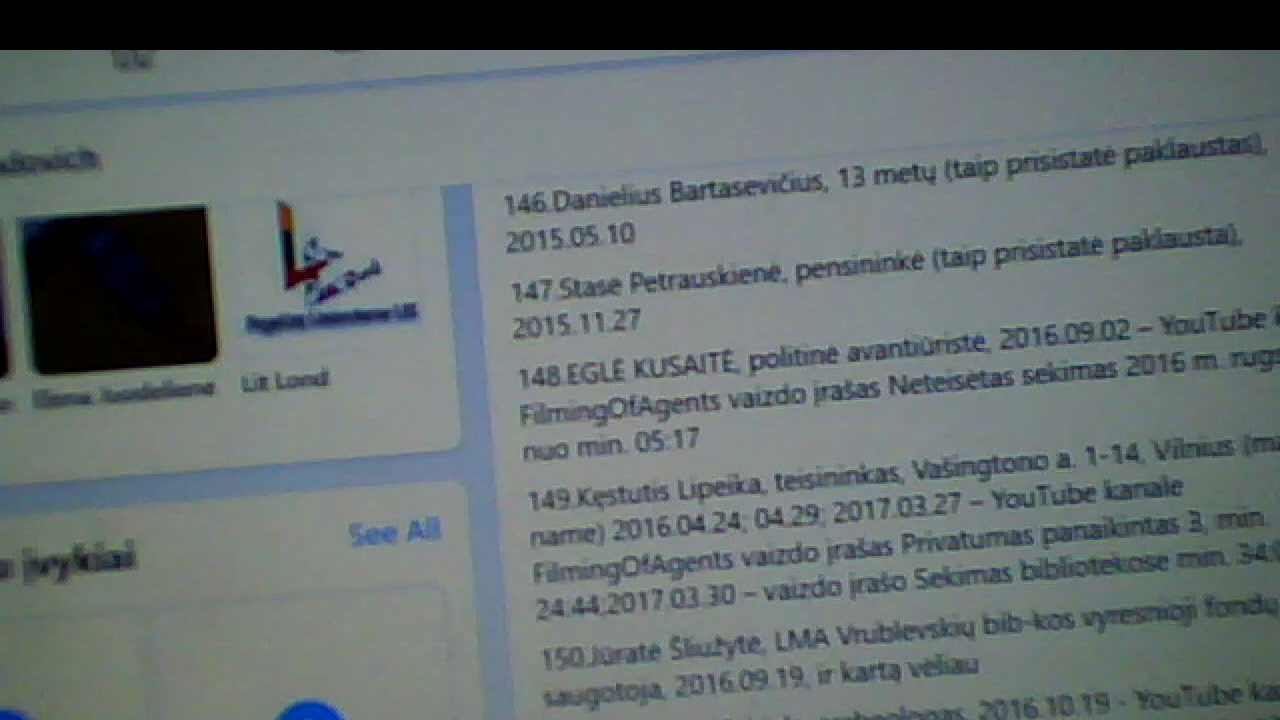 Lit Lond
įvykiai
See All
146.Danielius Bartasevičius, 13 metų (taip prisistatė paklaustas),
2015.05.10
147.Stasė Petrauskienė, pensininkė (taip prisistatė paklausta),
2015.11.27
148.EGLĖ KUSAITĖ, politinė avantiūristė, 2016.09.02 – YouTube
FilmingOfAgents vaizdo įrašas Neteisėtas sekimas 2016 m.
nuo min. 05:17
149.Kęstutis Lipeika, teisininkas, Vašingtono a. 1-14, Vilnius
name) 2016.04.24; 04.29; 2017.03.27 – YouTube kanale
FilmingOfAgents vaizdo įrašas Privatumas panaikintas 3, min.
24:44;2017.03.30 – vaizdo įrašo Sekimas bibliotekose min.
150.Jūratė Šliužytė, LMA Vrublevskių bib-kos vyresnioji fondų
saugotoja, 2016.09.19, ir kartą vėliau
2016.10.19 - YouTube